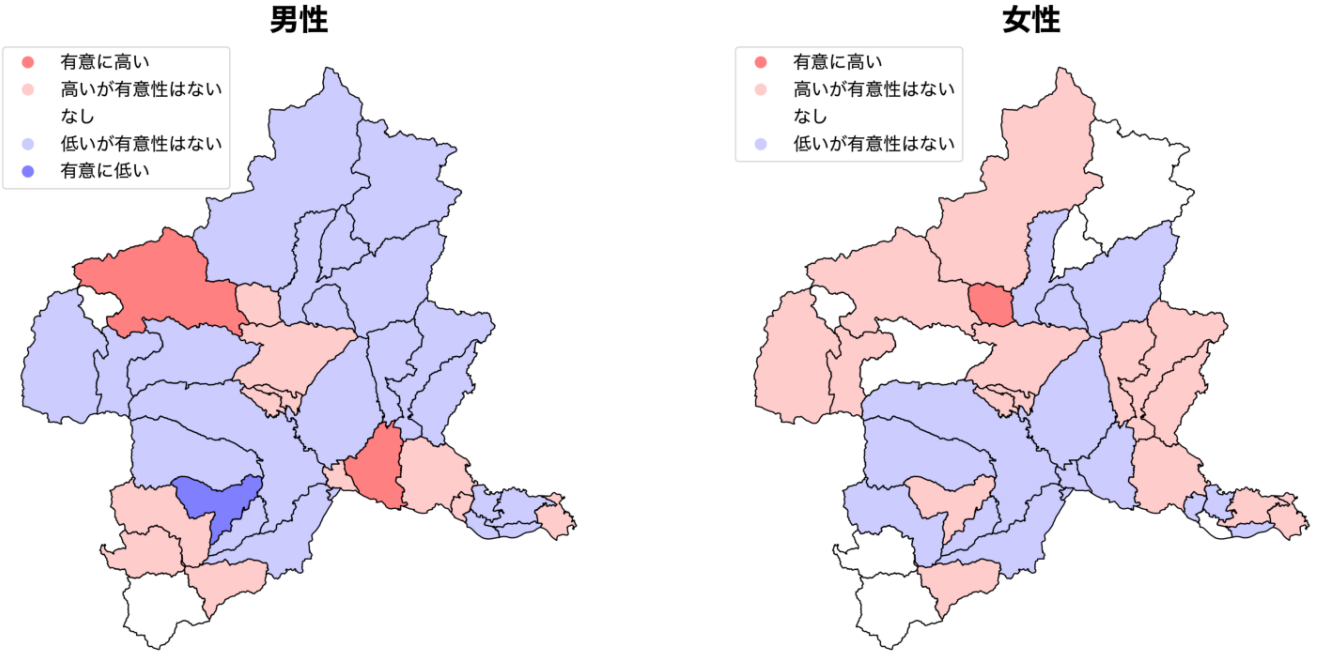 男性
有意に高い
高いが有意性はない
なし
低いが有意性はない
有意に低い
女性
有意に高い
高いが有意性はない
なし
低いが有意性はない